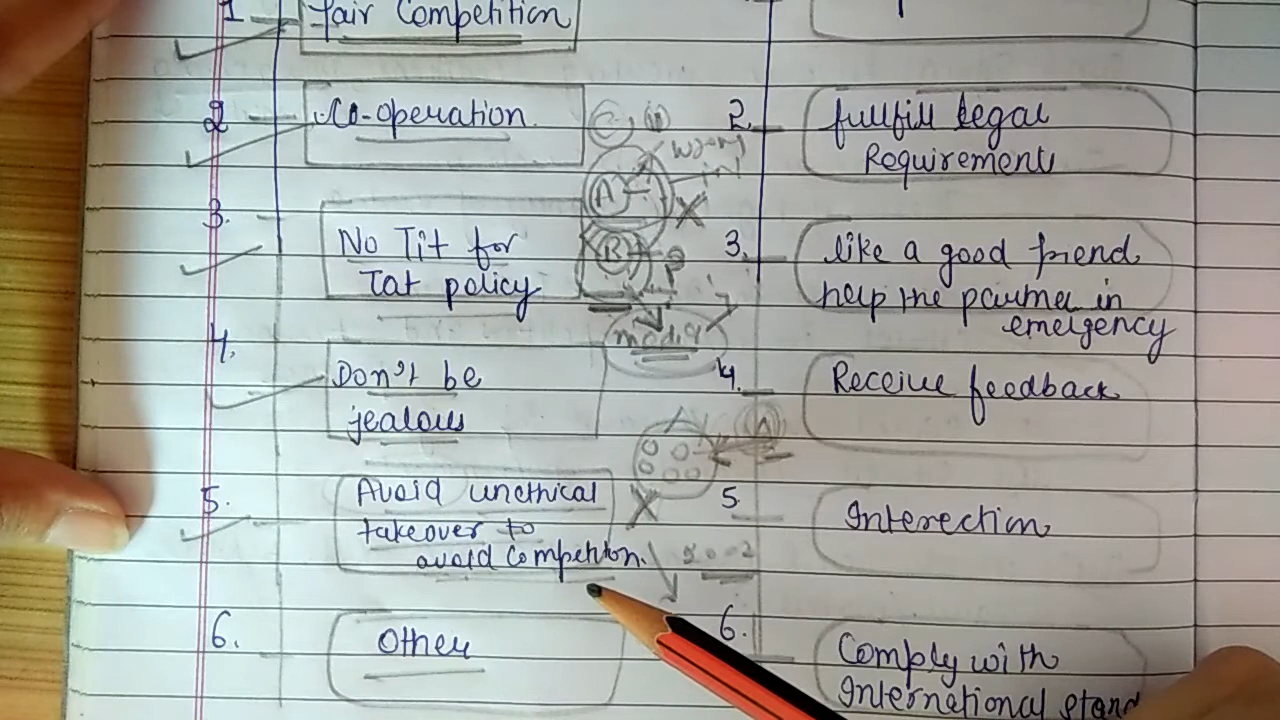 1 fair Competition
2 Co-operation
3. No Tit for
Tat policy
4. Don't be
jealous
5. Avoid unethical
takeover to
avoid Competition.
6. Other
2. fullfill legal
Requirement
3. like a good friend
help the partner in
emergency
4. Receive feedback
5. Interection
6. Comply with
International stand
A
B